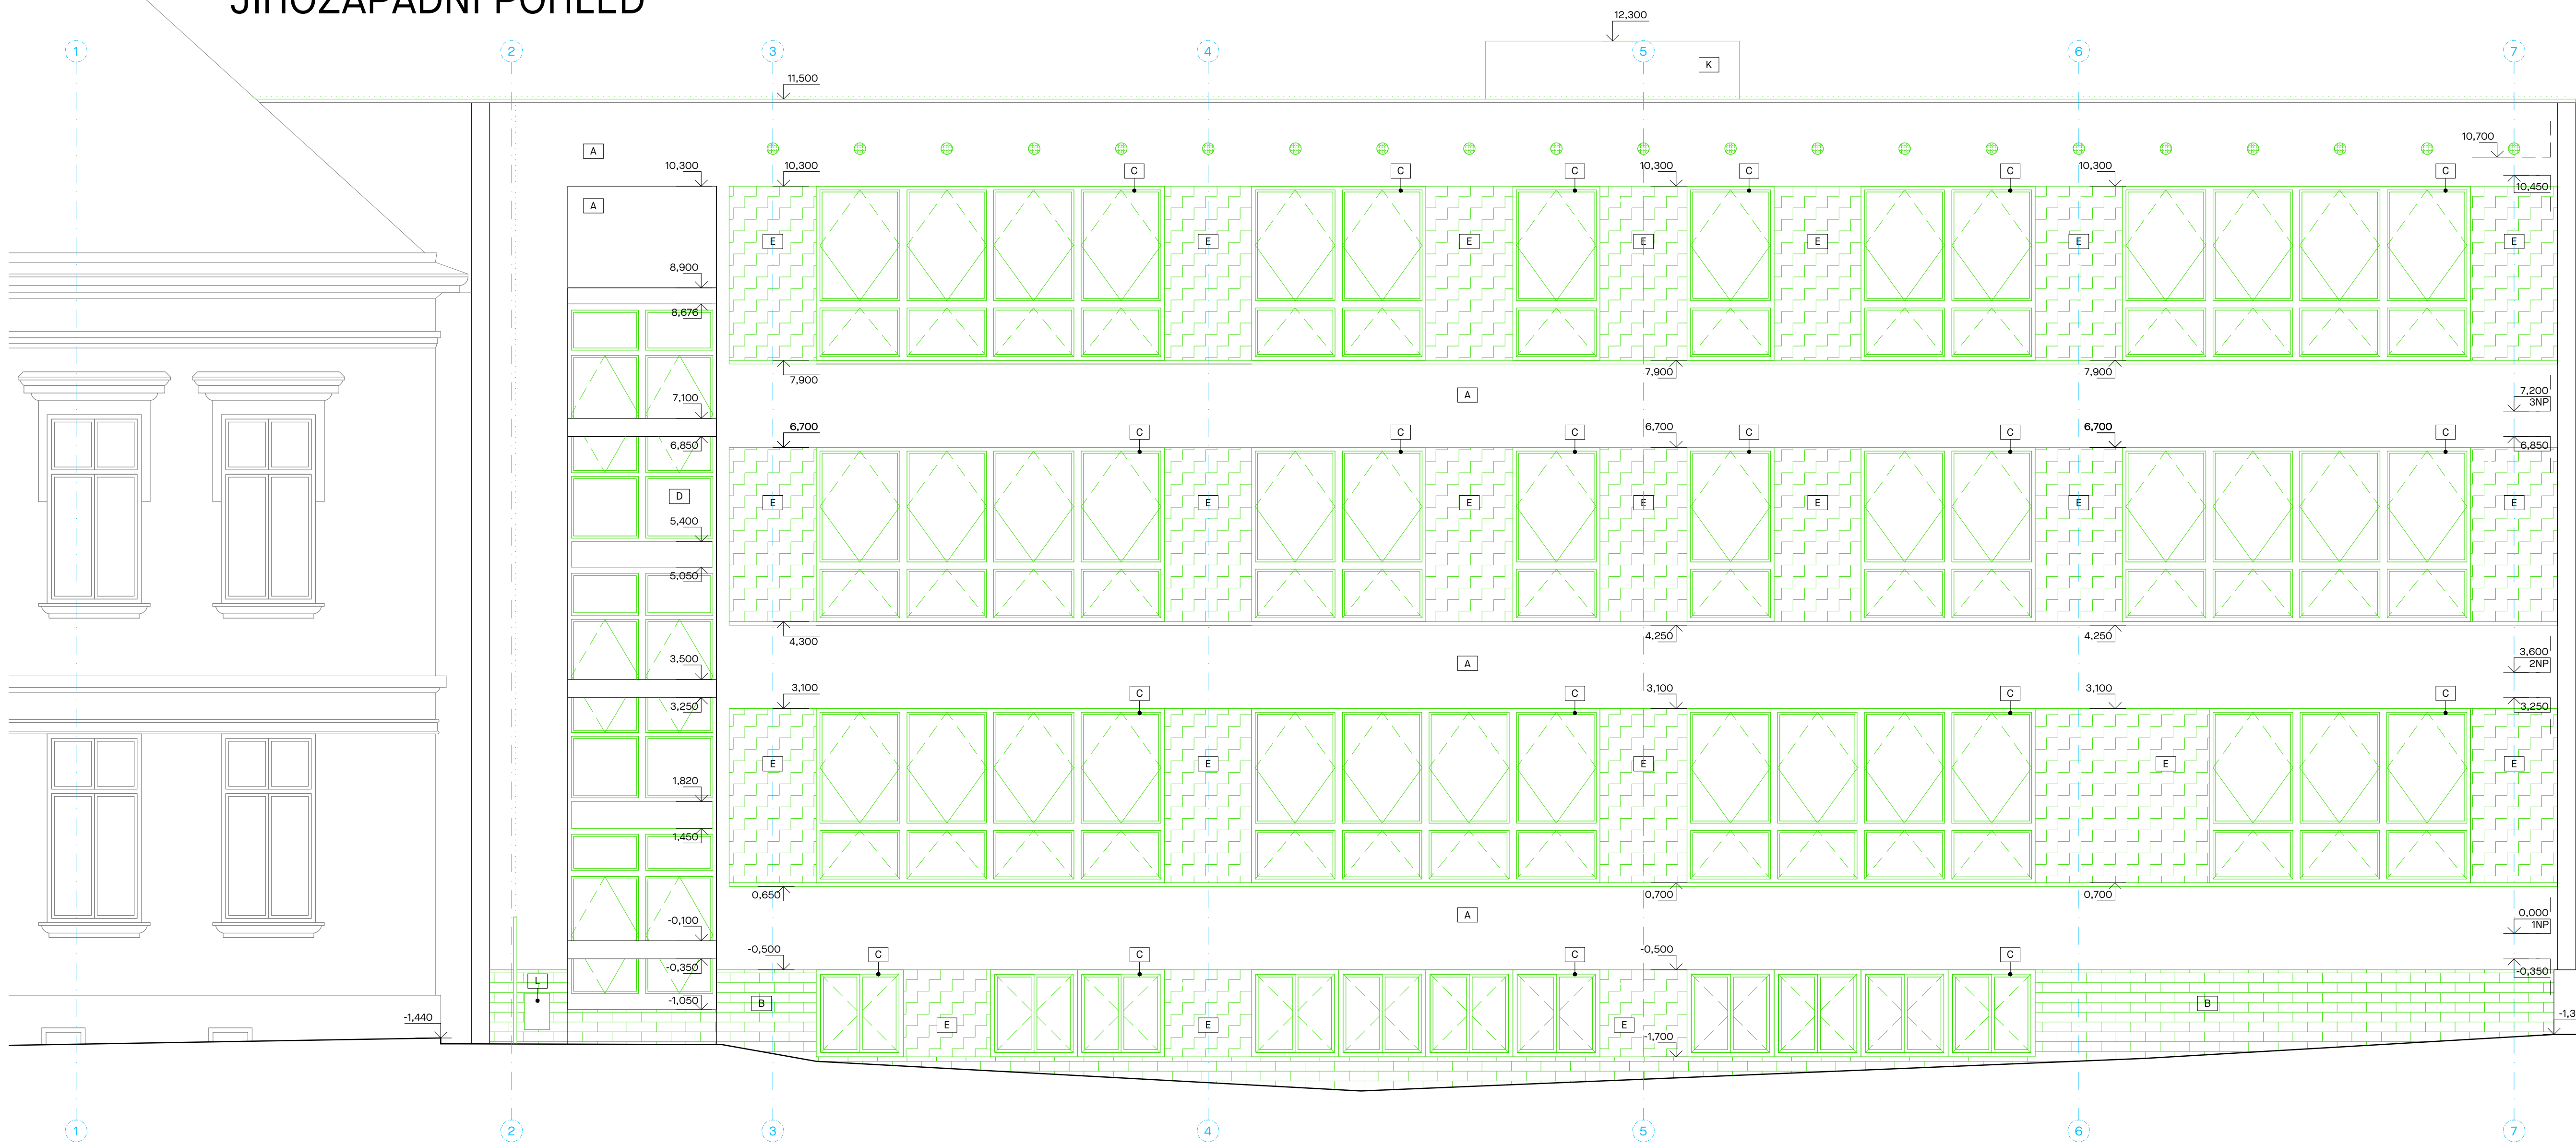 JIHOZÁPADNÍ POHLED
12,300
1 2 3 4 5 6 7
K
11,500
10,700
A
10,300 10,300 10,300 10,300
C C C C C C
10,450
A
E E E E E E E
8,900
8,676
7,900 7,900 7,900
7,200
3NP
A
7,100
6,700 6,700 6,700
C C C C C C
6,850 6,850
D
E E E E E E E
5,400
5,050
4,300 4,250 4,250
3,600
2NP
A
3,500
3,100 3,100 3,100
C C C C
3,250 3,250
E E E E E
1,820
1,450
0,650 0,700 0,700
0,000
1NP
A
-0,100
-0,500 -0,500
C C C C
-0,350 -0,350
L
-1,050
B B
-1,440
E E E
-1,3
-1,700
1 2 3 4 5 6 7